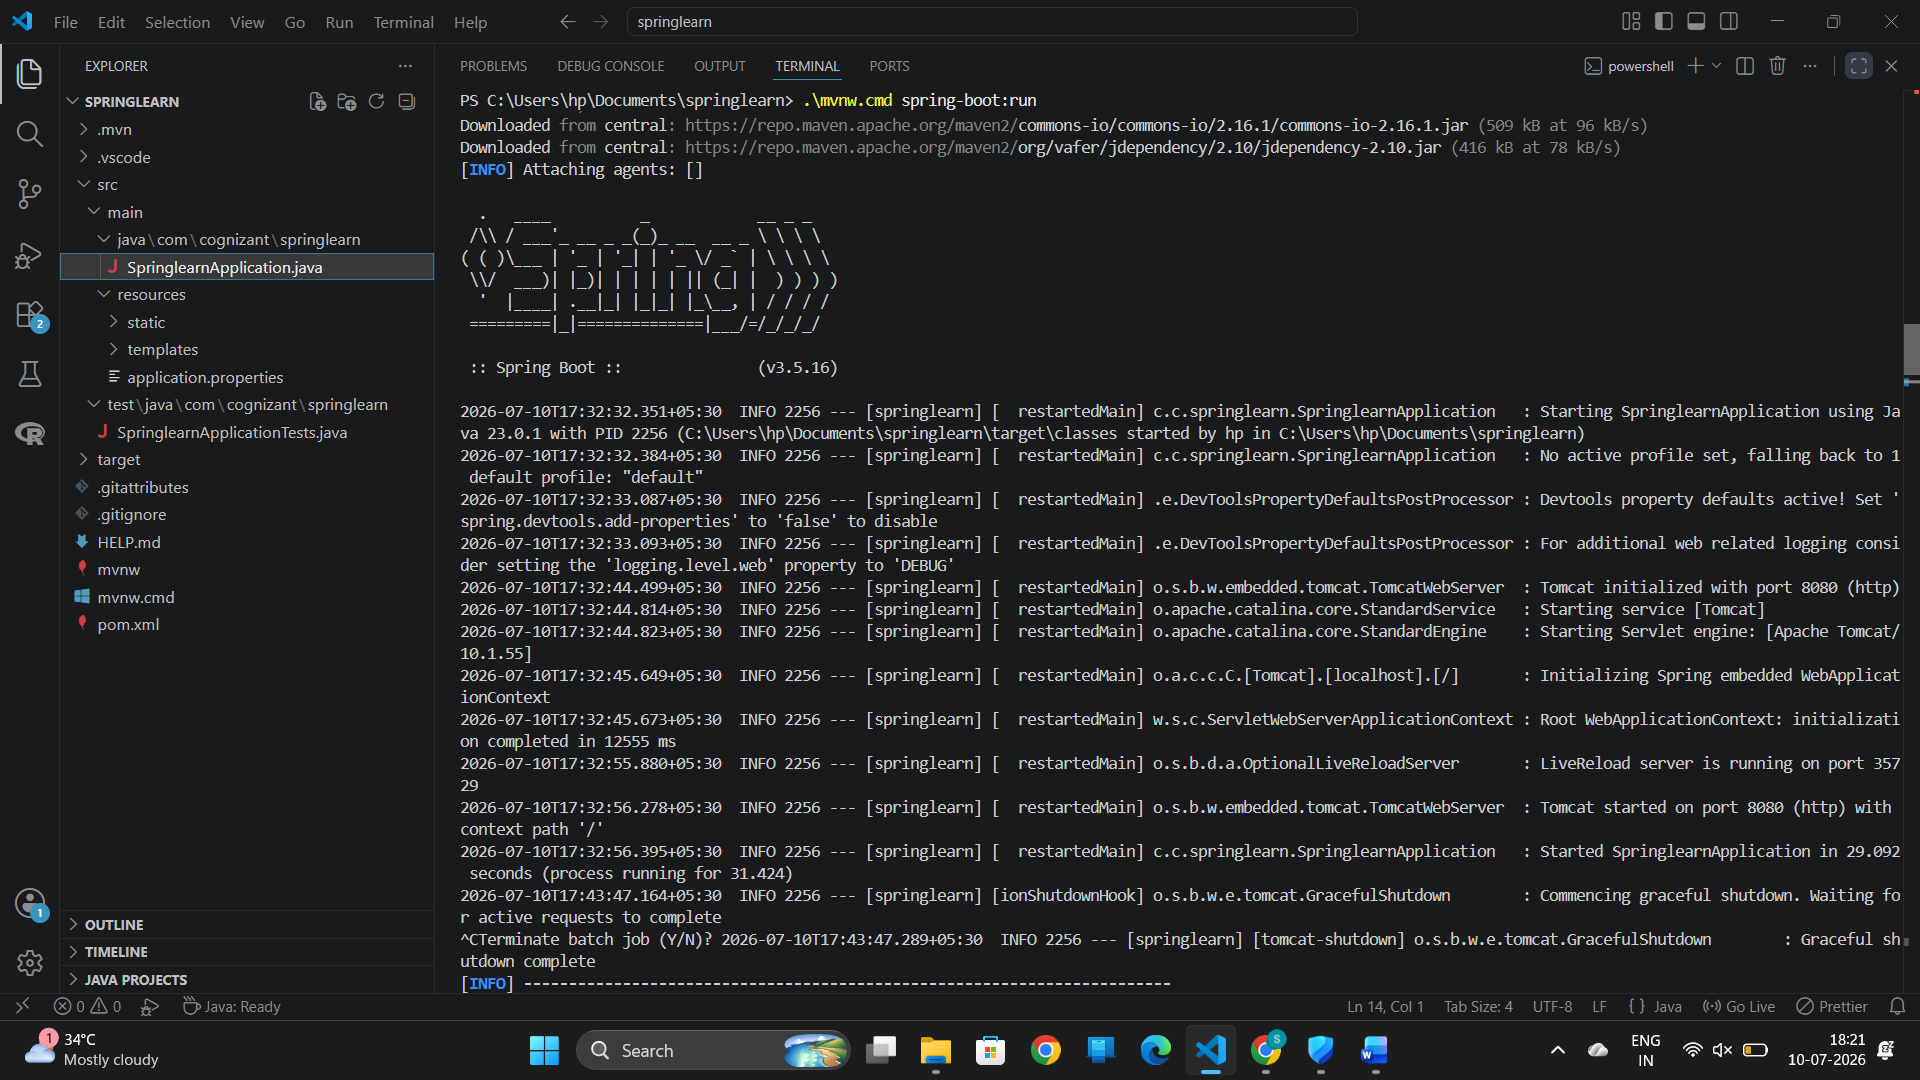 File Edit Selection View Go Run Terminal Help
springlearn
EXPLORER
SPRINGLEARN
.mvn
.vscode
src
main
java\com\cognizant\springlearn
SpringlearnApplication.java
resources
static
templates
application.properties
test\java\com\cognizant\springlearn
SpringlearnApplicationTests.java
target
.gitattributes
.gitignore
HELP.md
mvnw
mvnw.cmd
pom.xml
OUTLINE
TIMELINE
JAVA PROJECTS
2
1
PROBLEMS DEBUG CONSOLE OUTPUT TERMINAL PORTS
powershell
PS C:\Users\hp\Documents\springlearn> .\mvnw.cmd spring-boot:run
Downloaded from central: https://repo.maven.apache.org/maven2/commons-io/commons-io/2.16.1/commons-io-2.16.1.jar (509 kB at 96 kB/s)
Downloaded from central: https://repo.maven.apache.org/maven2/org/vafer/jdependency/2.10/jdependency-2.10.jar (416 kB at 78 kB/s)
[INFO] Attaching agents: []
Spring
:: Spring Boot :: (v3.5.16)
2026-07-10T17:32:32.351+05:30 INFO 2256 --- [springlearn] [ restartedMain] c.c.springlearn.SpringlearnApplication : Starting SpringlearnApplication using Ja
va 23.0.1 with PID 2256 (C:\Users\hp\Documents\springlearn\target\classes started by hp in C:\Users\hp\Documents\springlearn)
2026-07-10T17:32:32.384+05:30 INFO 2256 --- [springlearn] [ restartedMain] c.c.springlearn.SpringlearnApplication : No active profile set, falling back to 1
default profile: "default"
2026-07-10T17:32:33.087+05:30 INFO 2256 --- [springlearn] [ restartedMain] .e.DevToolsPropertyDefaultsPostProcessor : Devtools property defaults active! Set '
spring.devtools.add-properties' to 'false' to disable
2026-07-10T17:32:33.093+05:30 INFO 2256 --- [springlearn] [ restartedMain] .e.DevToolsPropertyDefaultsPostProcessor : For additional web related logging consi
der setting the 'logging.level.web' property to 'DEBUG'
2026-07-10T17:32:44.499+05:30 INFO 2256 --- [springlearn] [ restartedMain] o.s.b.w.embedded.tomcat.TomcatWebServer : Tomcat initialized with port 8080 (http)
2026-07-10T17:32:44.814+05:30 INFO 2256 --- [springlearn] [ restartedMain] o.apache.catalina.core.StandardService : Starting service [Tomcat]
2026-07-10T17:32:44.823+05:30 INFO 2256 --- [springlearn] [ restartedMain] o.apache.catalina.core.StandardEngine : Starting Servlet engine: [Apache Tomcat/
10.1.55]
2026-07-10T17:32:45.649+05:30 INFO 2256 --- [springlearn] [ restartedMain] o.a.c.c.C.[Tomcat].[localhost].[/] : Initializing Spring embedded WebApplicat
ionContext
2026-07-10T17:32:45.673+05:30 INFO 2256 --- [springlearn] [ restartedMain] w.s.c.ServletWebServerApplicationContext : Root WebApplicationContext: initializati
on completed in 12555 ms
2026-07-10T17:32:55.880+05:30 INFO 2256 --- [springlearn] [ restartedMain] o.s.b.d.a.OptionalLiveReloadServer : LiveReload server is running on port 357
29
2026-07-10T17:32:56.278+05:30 INFO 2256 --- [springlearn] [ restartedMain] o.s.b.w.embedded.tomcat.TomcatWebServer : Tomcat started on port 8080 (http) with
context path '/'
2026-07-10T17:32:56.395+05:30 INFO 2256 --- [springlearn] [ restartedMain] c.c.springlearn.SpringlearnApplication : Started SpringlearnApplication in 29.092
seconds (process running for 31.424)
2026-07-10T17:43:47.164+05:30 INFO 2256 --- [springlearn] [ionShutdownHook] o.s.b.w.e.tomcat.GracefulShutdown : Commencing graceful shutdown. Waiting fo
r active requests to complete
^CTerminate batch job (Y/N)? 2026-07-10T17:43:47.289+05:30 INFO 2256 --- [springlearn] [tomcat-shutdown] o.s.b.w.e.tomcat.GracefulShutdown : Graceful sh
utdown complete
[INFO] ------------------------------------------------------------------------
0 0 Java: Ready
Ln 14, Col 1 Tab Size: 4 UTF-8 LF {} Java Go Live Prettier
1 34°C
Mostly cloudy
Search
S
W
ENG
IN
18:21
10-07-2026